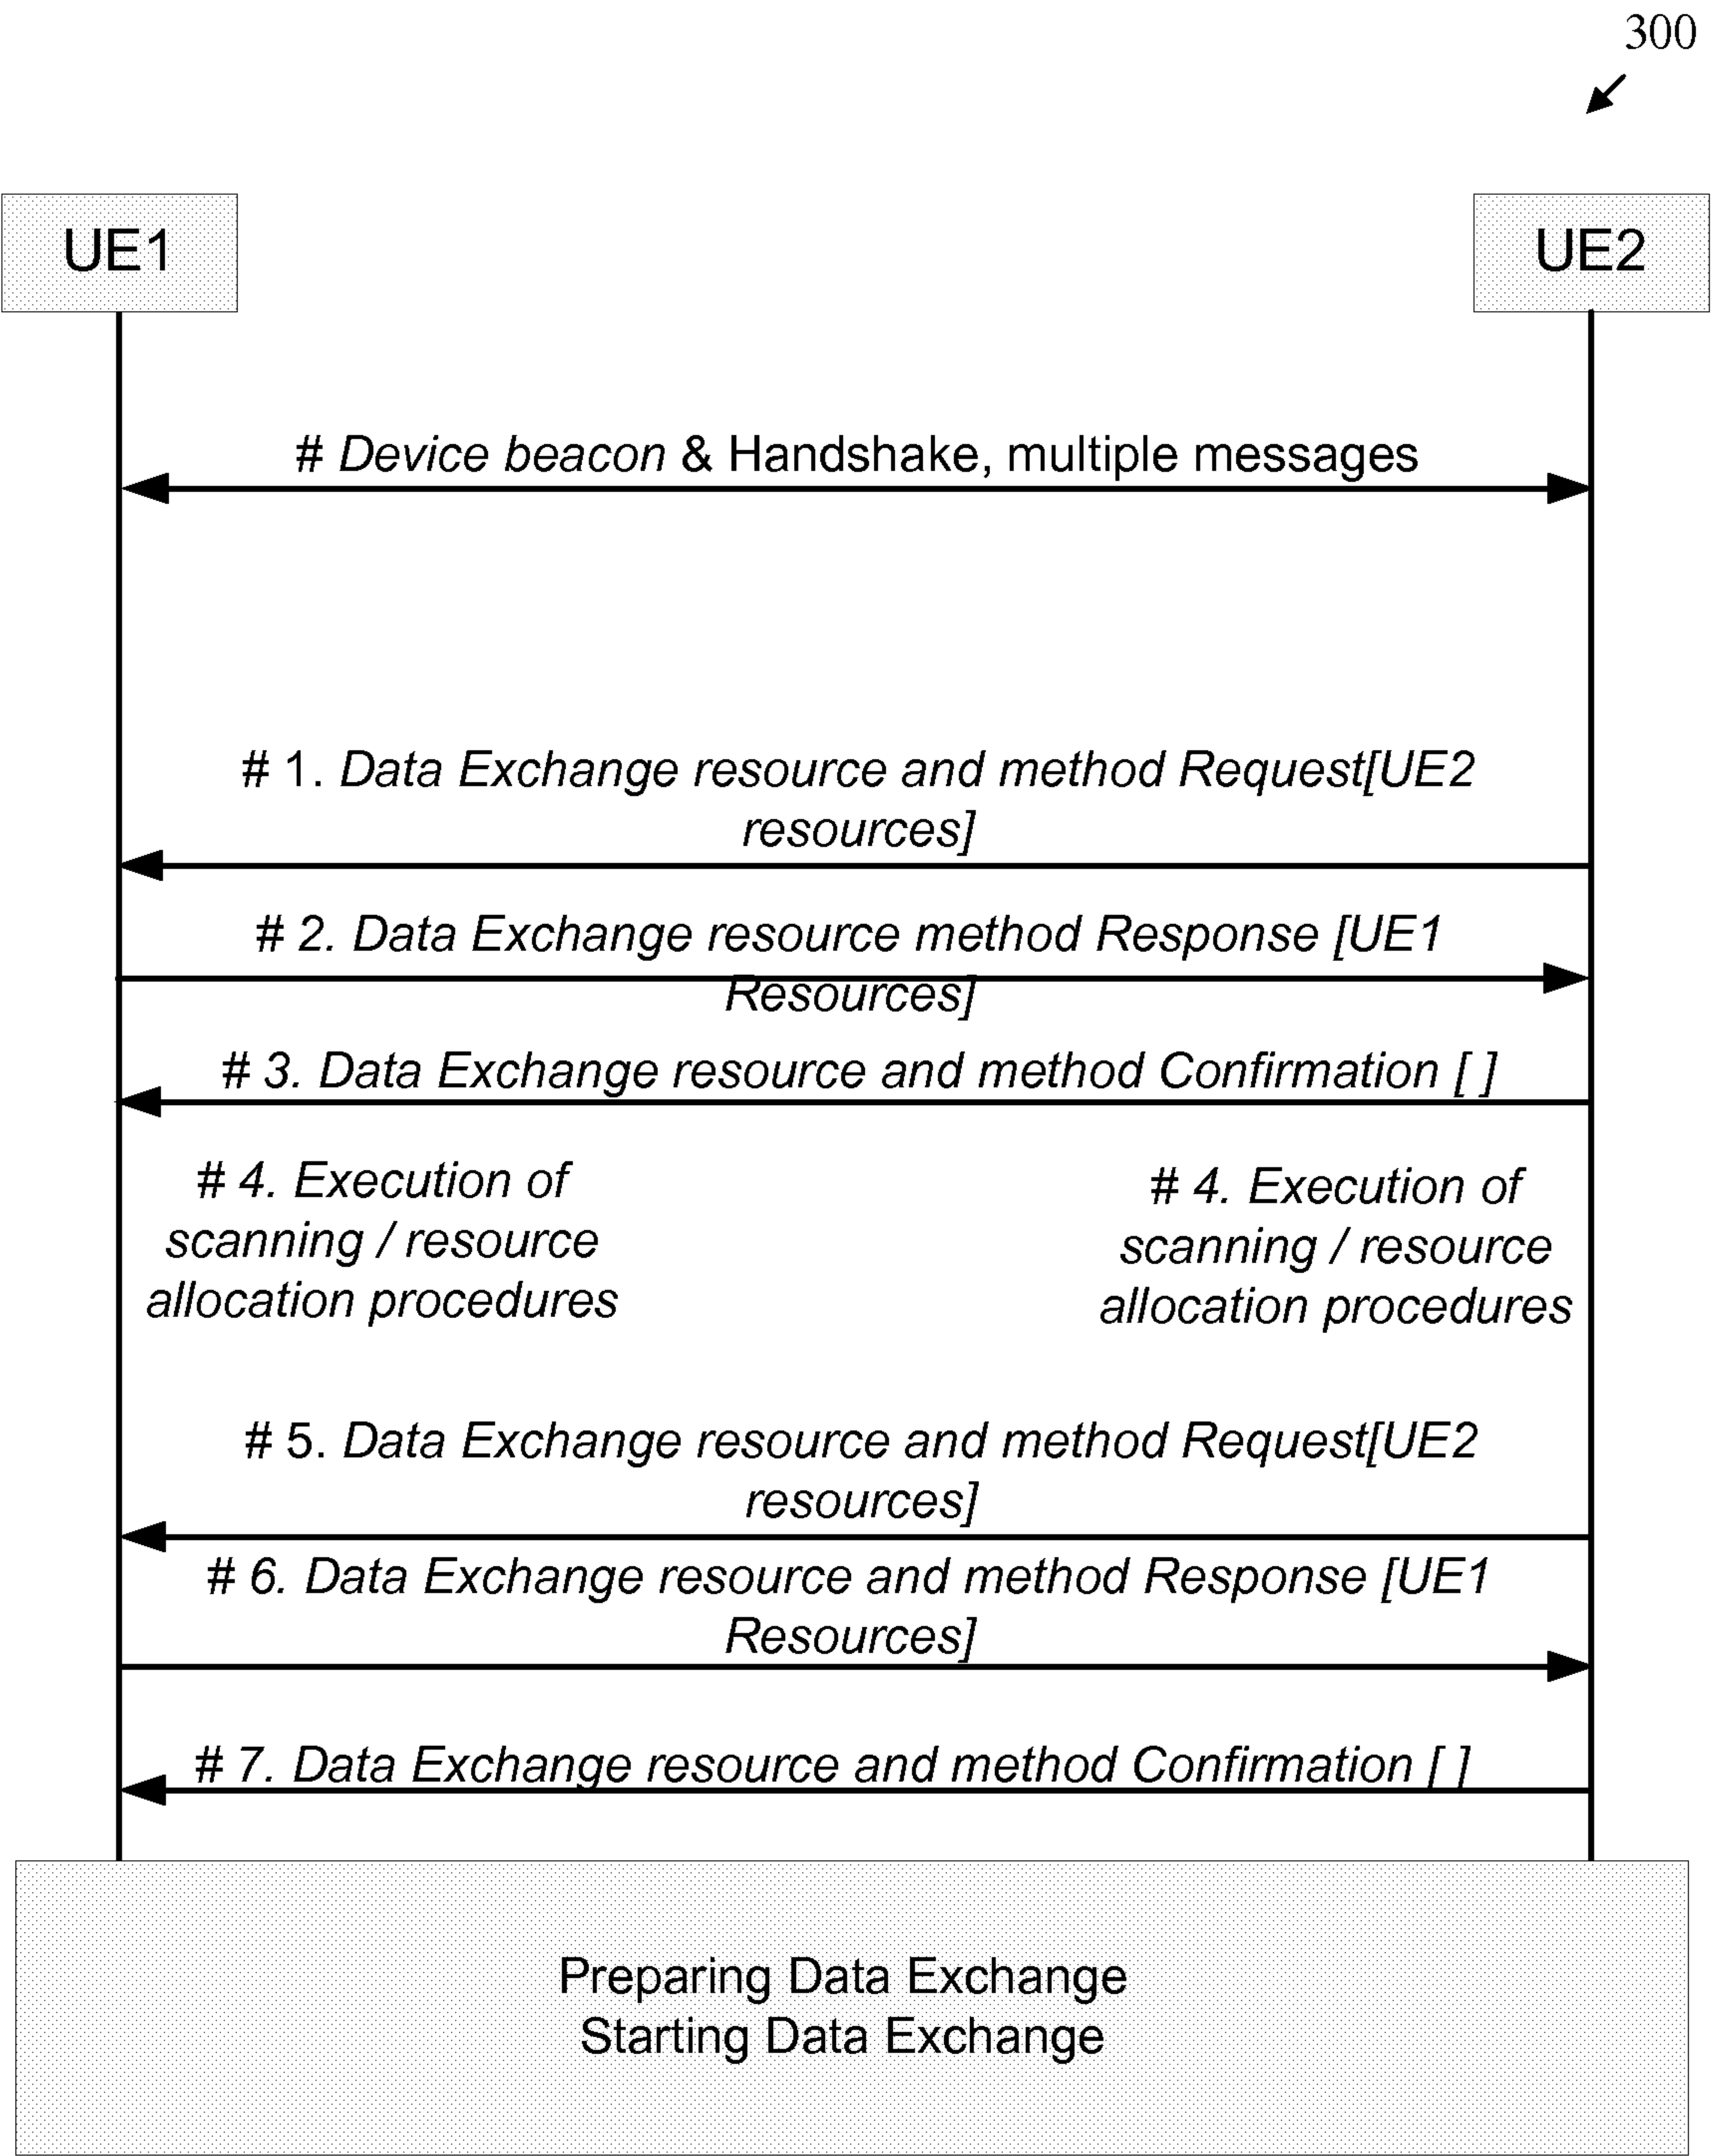 300
UE1
UE2
# Device beacon & Handshake, multiple messages
# 1. Data Exchange resource and method Request[UE2
resources]
# 2. Data Exchange resource method Response [UE1
Resources]
# 3. Data Exchange resource and method Confirmation [ ]
# 4. Execution of
scanning / resource
allocation procedures
# 4. Execution of
scanning / resource
allocation procedures
# 5. Data Exchange resource and method Request[UE2
resources]
# 6. Data Exchange resource and method Response [UE1
Resources]
# 7. Data Exchange resource and method Confirmation [ ]
Preparing Data Exchange
Starting Data Exchange